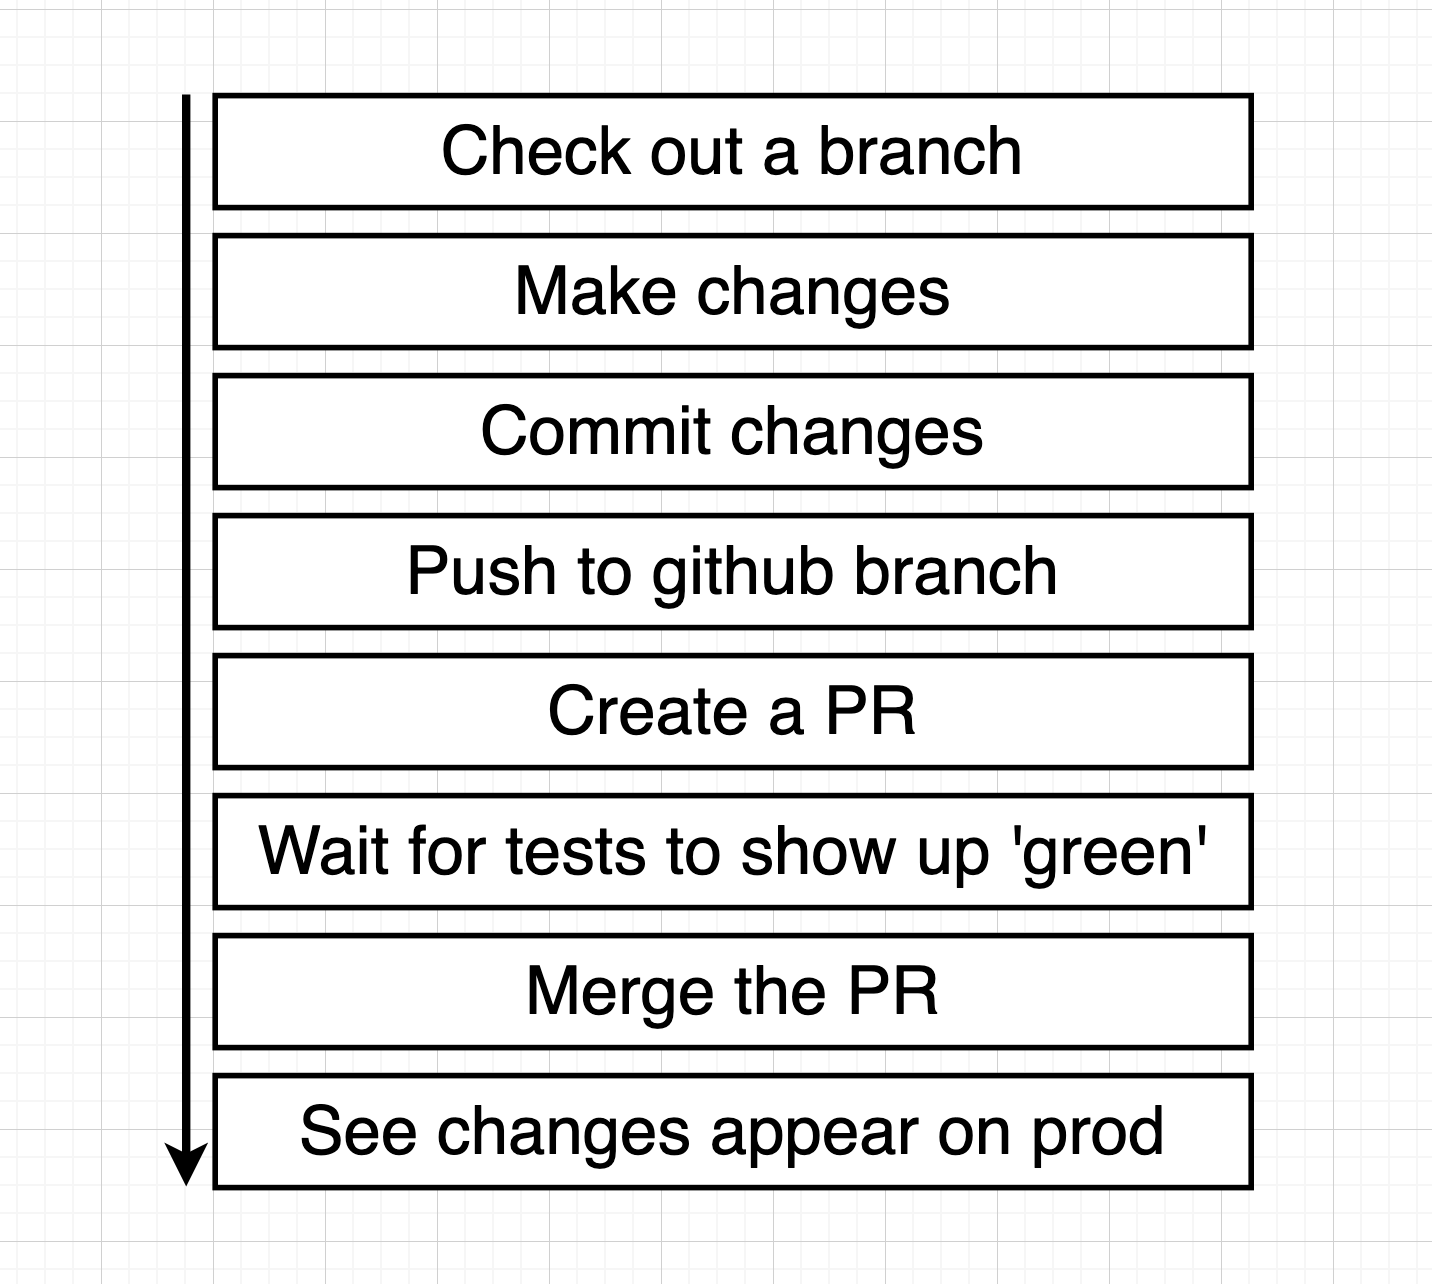 Check out a branch
Make changes
Commit changes
Push to github branch
Create a PR
Wait for tests to show up 'green'
Merge the PR
See changes appear on prod